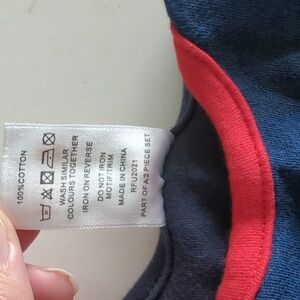 100%COTTON
WASH SIMILAR
COLOURS TOGETHER
IRON ON REVERSE
DO NOT IRON
MOTIF/TRIM
MADE IN CHINA
RFU2021
PART OF A 2 PIECE SET